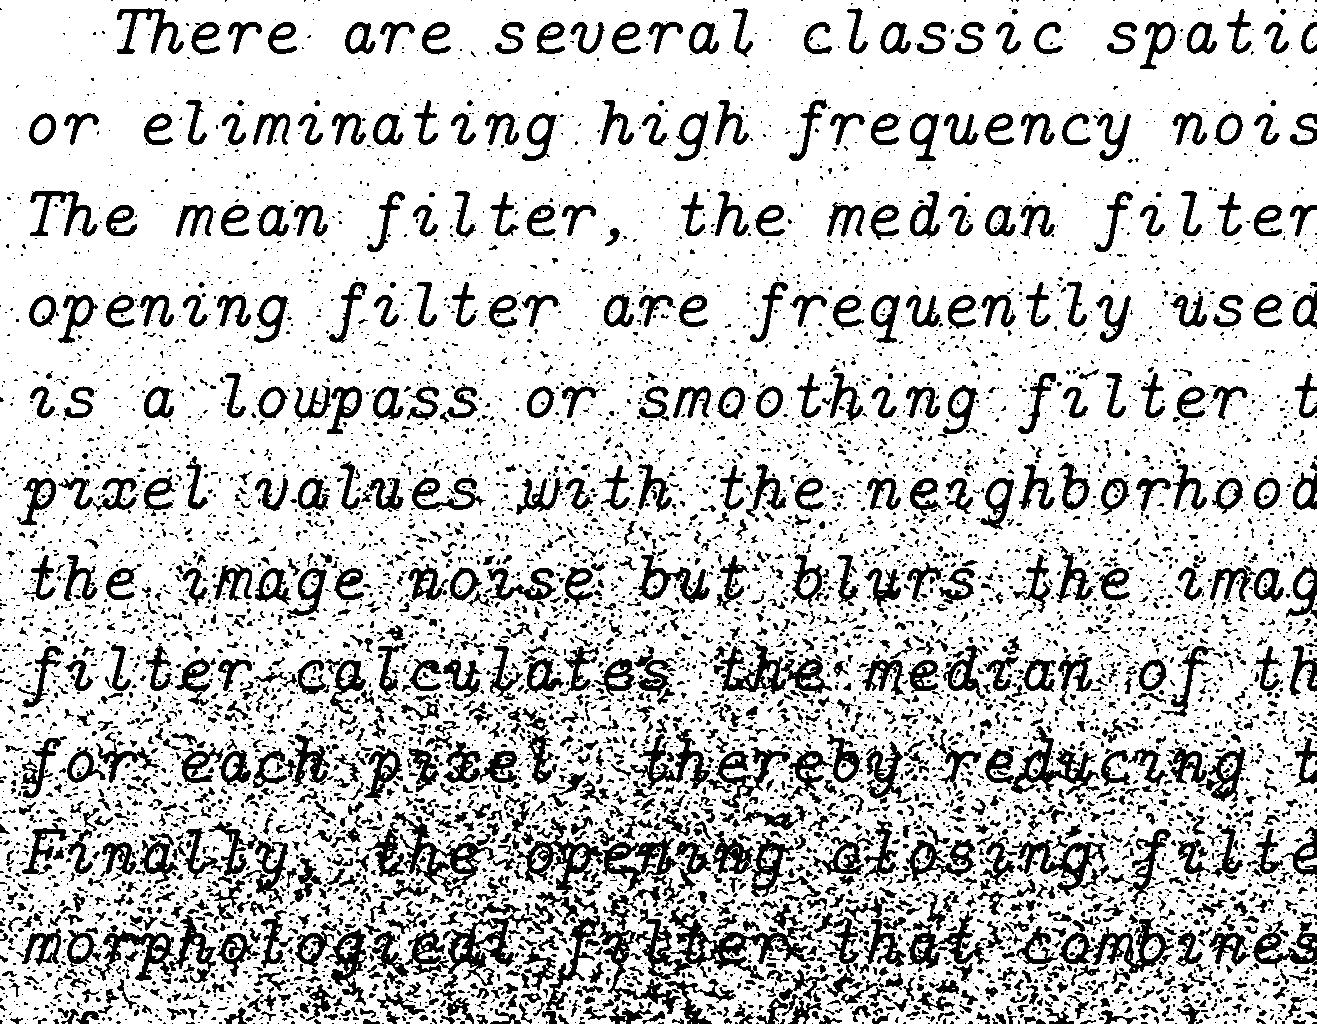 There are several classic spatia
or eliminating high frequency nois
The mean filter, the median filter
opening filter are frequently used
is a lowpass or smoothing filter t
pixel values with the neighborhood
the image noise but blurs the imag
filter calculates the median of th
for each pixel, thereby reducing t
Finally, the opening closing filte
morphological filter that combines